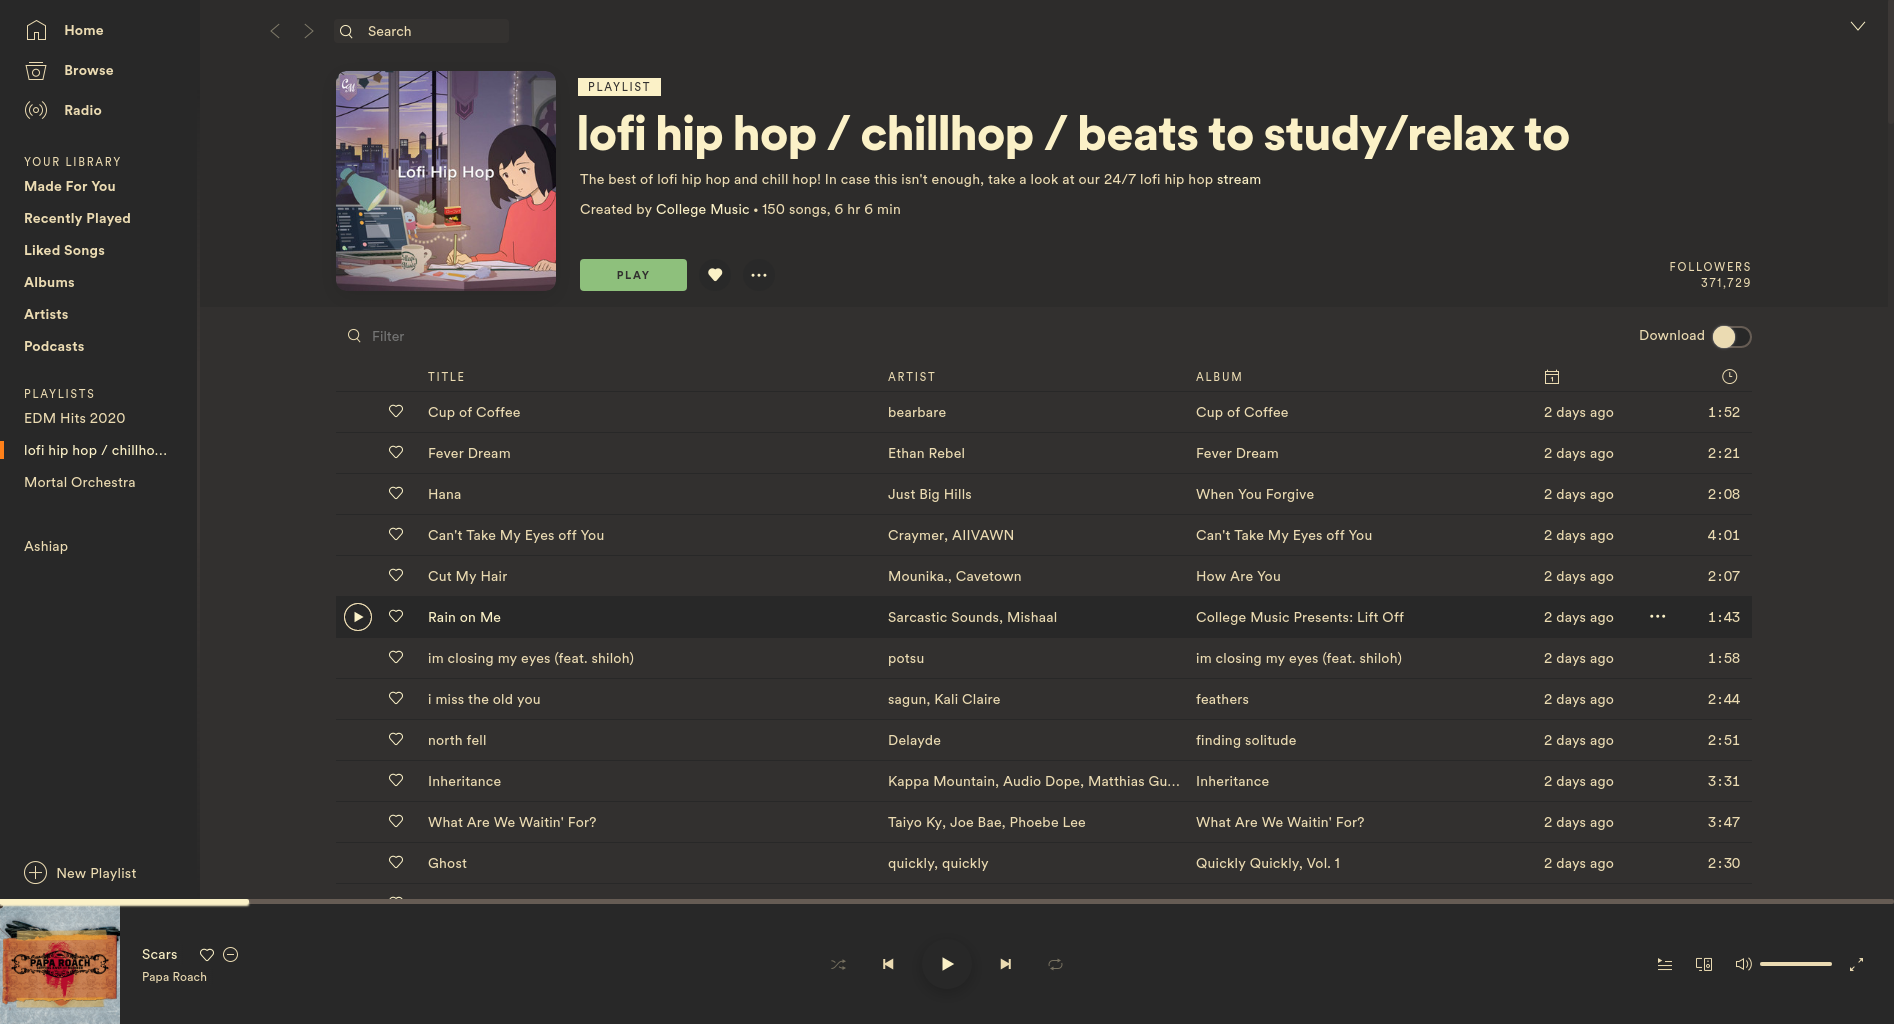 Home
Browse
Radio
YOUR LIBRARY
Made For You
Recently Played
Liked Songs
Albums
Artists
Podcasts
PLAYLISTS
EDM Hits 2020
lofi hip hop / chillho...
Mortal Orchestra
Ashiap
New Playlist
Search
Lofi Hip Hop
PLAYLIST
lofi hip hop / chillhop / beats to study/relax to
The best of lofi hip hop and chill hop! In case this isn't enough, take a look at our 24/7 lofi hip hop stream
Created by College Music • 150 songs, 6 hr 6 min
PLAY
FOLLOWERS
371,729
Filter
Download
TITLE ARTIST ALBUM
Cup of Coffee bearbare Cup of Coffee 2 days ago 1:52
Fever Dream Ethan Rebel Fever Dream 2 days ago 2:21
Hana Just Big Hills When You Forgive 2 days ago 2:08
Can't Take My Eyes off You Craymer, AIIVAWN Can't Take My Eyes off You 2 days ago 4:01
Cut My Hair Mounika., Cavetown How Are You 2 days ago 2:07
Rain on Me Sarcastic Sounds, Mishaal College Music Presents: Lift Off 2 days ago ... 1:43
im closing my eyes (feat. shiloh) potsu im closing my eyes (feat. shiloh) 2 days ago 1:58
i miss the old you sagun, Kali Claire feathers 2 days ago 2:44
north fell Delayde finding solitude 2 days ago 2:51
Inheritance Kappa Mountain, Audio Dope, Matthias Gu... Inheritance 2 days ago 3:31
What Are We Waitin' For? Taiyo Ky, Joe Bae, Phoebe Lee What Are We Waitin' For? 2 days ago 3:47
Ghost quickly, quickly Quickly Quickly, Vol. 1 2 days ago 2:30
PAPA ROACH
Scars
Papa Roach